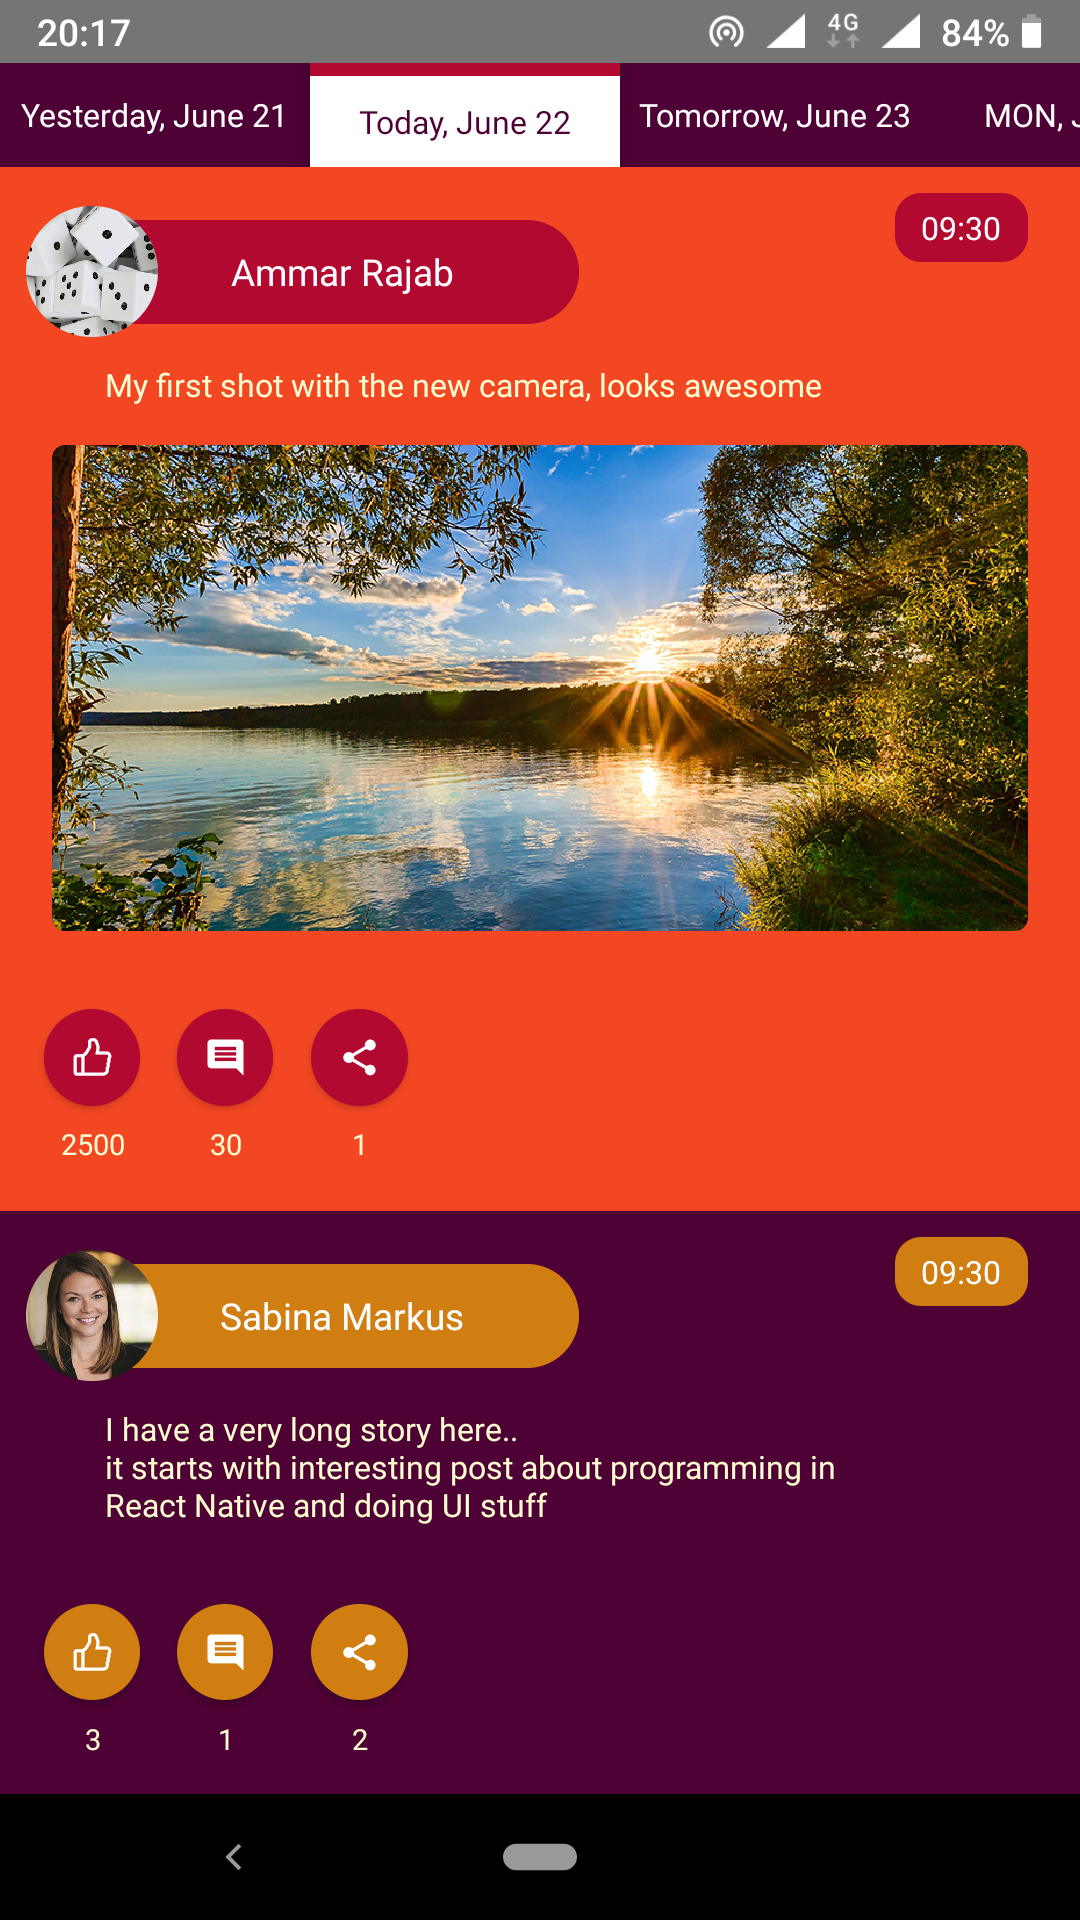 20:17
4G
84%
Yesterday, June 21
Today, June 22
Tomorrow, June 23
MON,
09:30
Ammar Rajab
My first shot with the new camera, looks awesome
2500
30
1
09:30
Sabina Markus
I have a very long story here..
it starts with interesting post about programming in
React Native and doing UI stuff
3
1
2